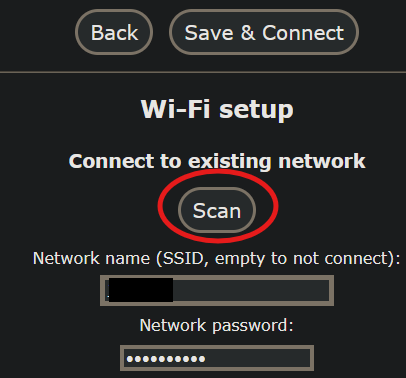 Back Save & Connect
Wi-Fi setup
Connect to existing network
Scan
Network name (SSID, empty to not connect):
Network password:
••••••••••